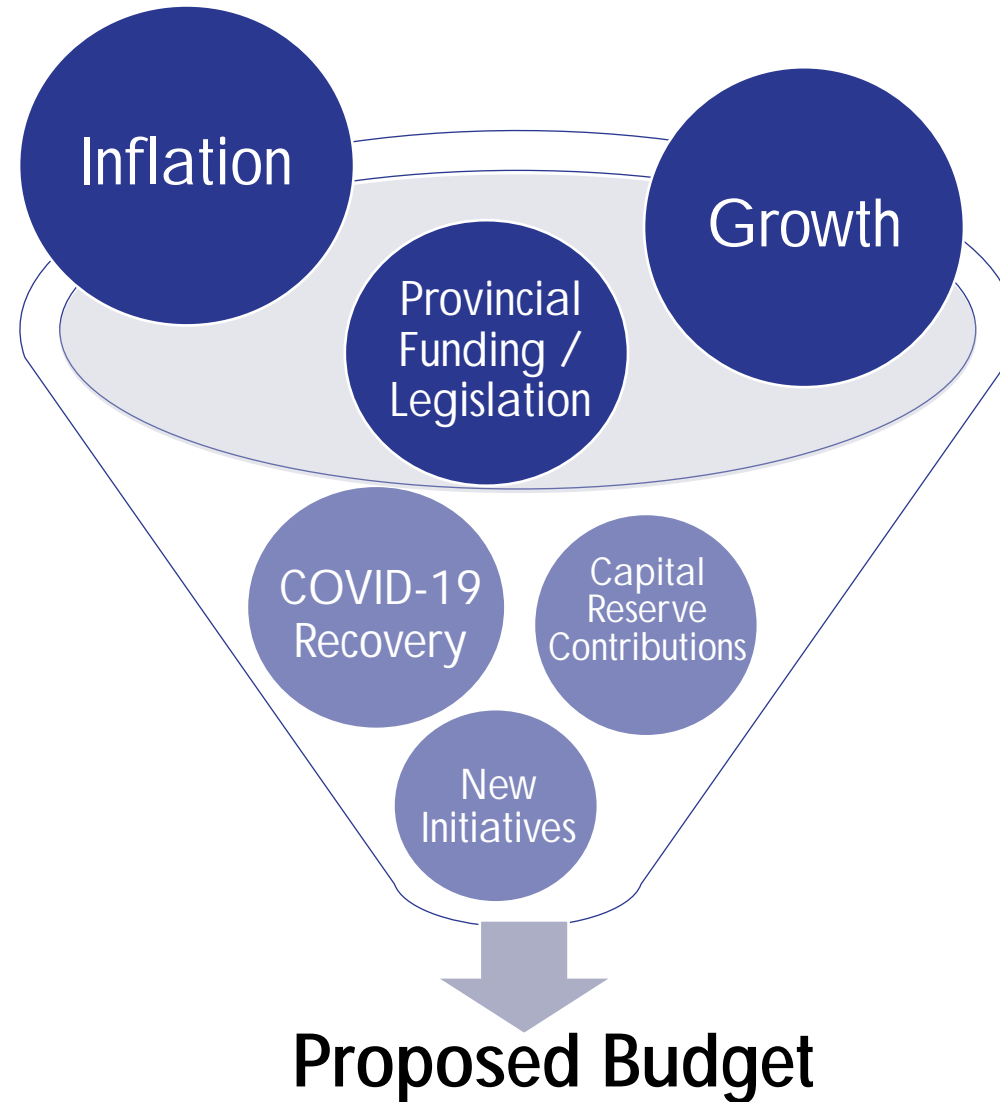 Inflation
Growth
Provincial
Funding /
Legislation
COVID-19
Recovery
Capital
Reserve
Contributions
New
Initiatives
Proposed Budget